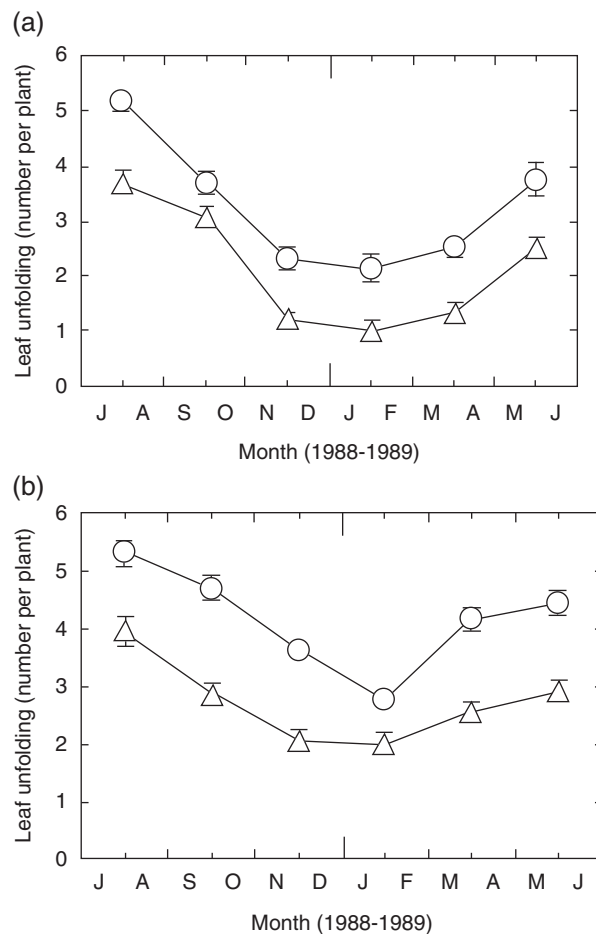 (a)
Leaf unfolding (number per plant)
6
5
4
3
2
1
0
J A S O N D J F M A M J
Month (1988-1989)
(b)
Leaf unfolding (number per plant)
6
5
4
3
2
1
0
J A S O N D J F M A M J
Month (1988-1989)